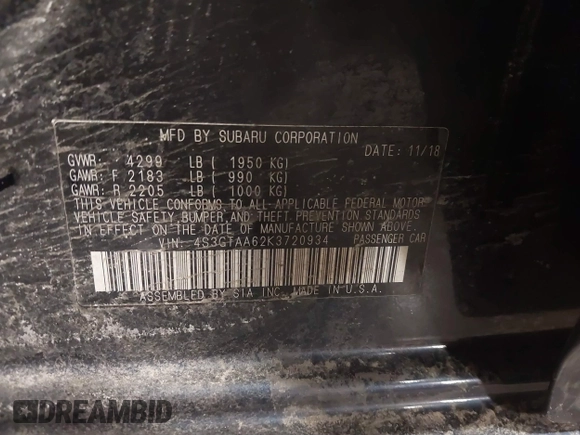 MFD BY SUBARU CORPORATION
GVWR: 4299 LB ( 1950 KG) DATE: 11/18
GAWR: F 2183 LB ( 990 KG)
GAWR: R 2205 LB ( 1000 KG)
THIS VEHICLE CONFORMS TO ALL APPLICABLE FEDERAL MOTOR
VEHICLE SAFETY, BUMPER, AND THEFT PREVENTION STANDARDS
IN EFFECT ON THE DATE OF MANUFACTURE SHOWN ABOVE.
VIN: 4S3GTAA62K3720934 PASSENGER CAR
ASSEMBLED BY SIA INC. MADE IN U.S.A.
DREAMBID